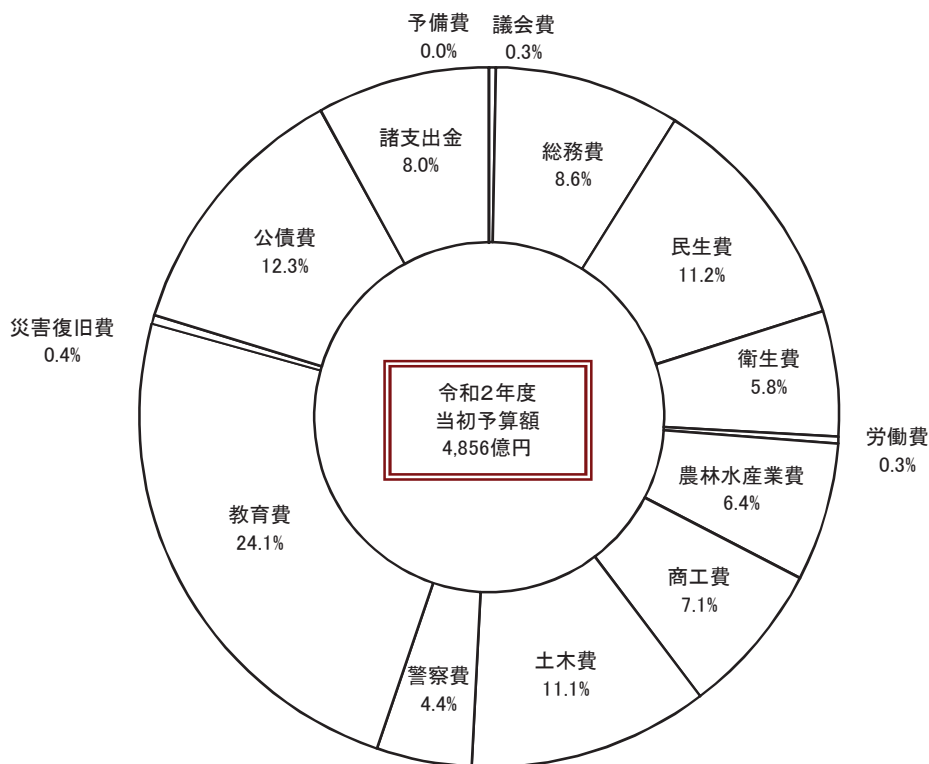 予備費
0.0%
議会費
0.3%
総務費
8.6%
民生費
11.2%
衛生費
5.8%
労働費
0.3%
農林水産業費
6.4%
商工費
7.1%
土木費
11.1%
警察費
4.4%
教育費
24.1%
災害復旧費
0.4%
公債費
12.3%
諸支出金
8.0%
令和2年度
当初予算額
4,856億円